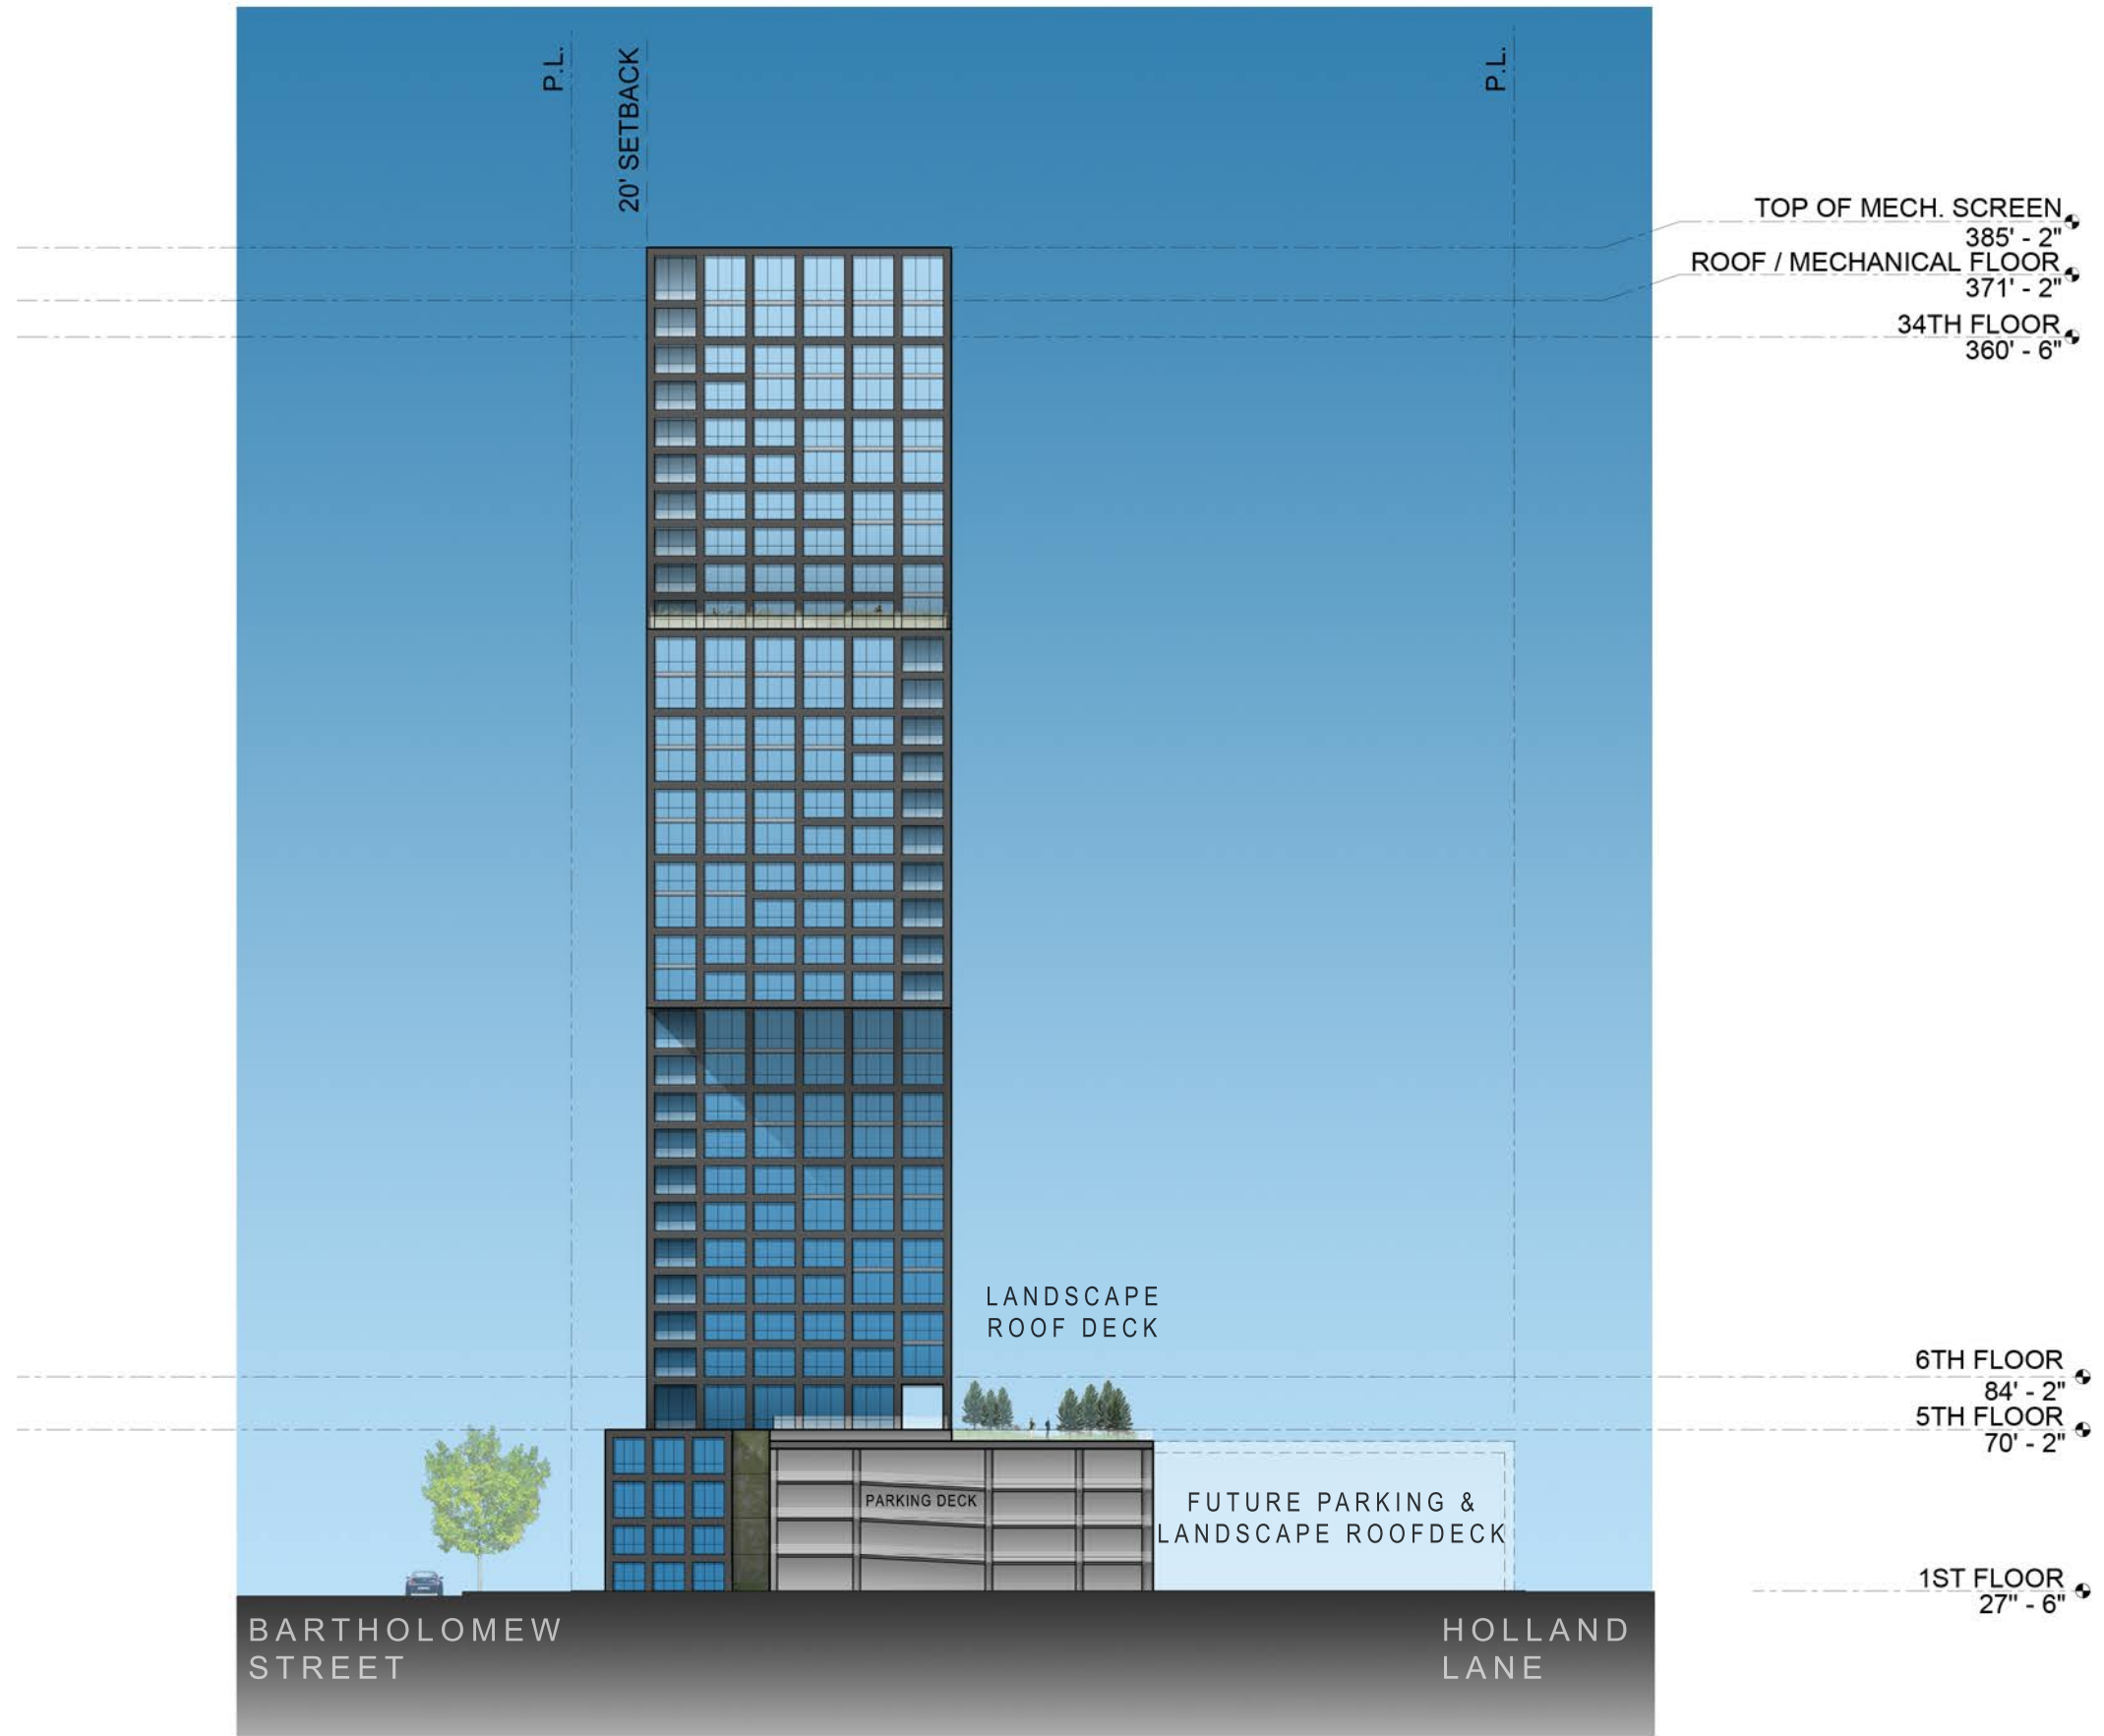 P.L.
20' SETBACK
P.L.
TOP OF MECH. SCREEN
385' - 2"
ROOF / MECHANICAL FLOOR
371' - 2"
34TH FLOOR
360' - 6"
LANDSCAPE
ROOF DECK
6TH FLOOR
84' - 2"
5TH FLOOR
70' - 2"
PARKING DECK
FUTURE PARKING &
LANDSCAPE ROOFDECK
1ST FLOOR
27" - 6"
BARTHOLOMEW
STREET
HOLLAND
LANE